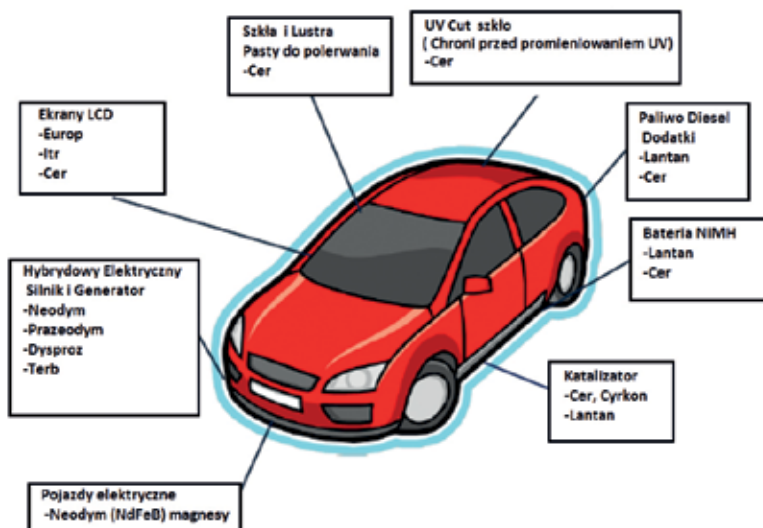 Szkła i Lustra
Pasty do polerwania
-Cer
UV Cut szklo
( Chroni przed promieniowaniem UV)
-Cer
Ekrany LCD
-Europ
-Itr
-Cer
Paliwo Diesel
Dodatki
-Lantan
-Cer
Bateria NIMH
-Lantan
-Cer
Hybrydowy Elektryczny
Silnik i Generator
-Neodym
-Prazeodym
-Dysproz
-Terb
Katalizator
-Cer, Cyrkon
-Lantan
Pojazdy elektryczne
-Neodym (NdFeB) magnesy